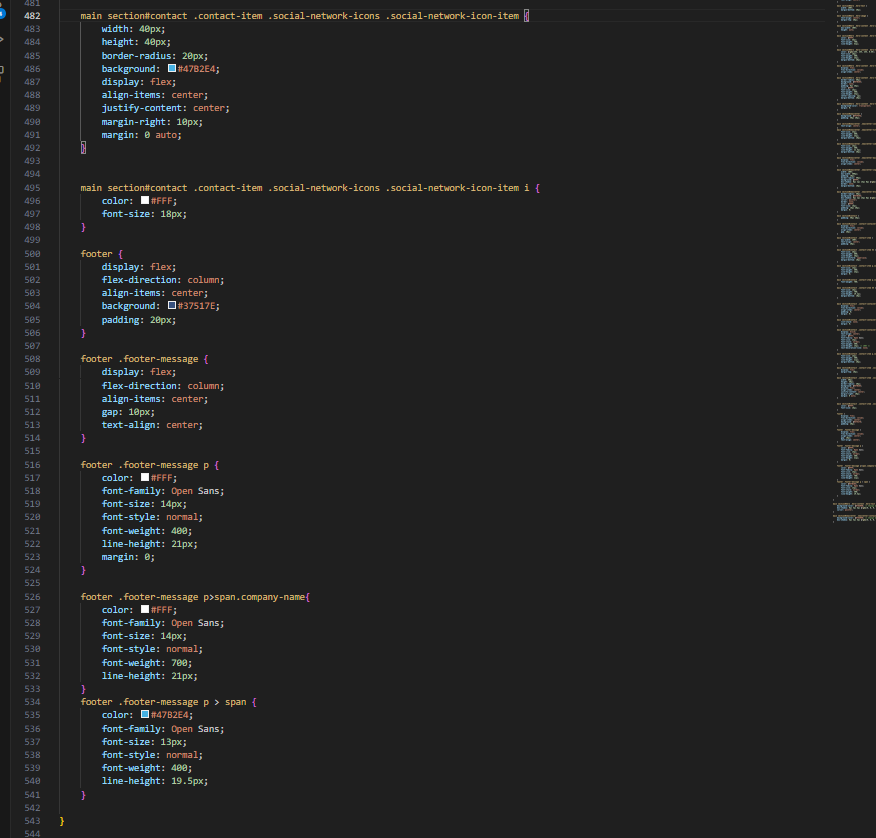 481
482 main section#contact .contact-item .social-network-icons .social-network-icon-item {
483 width: 40px;
484 height: 40px;
485 border-radius: 20px;
486 background: #47B2E4;
487 display: flex;
488 align-items: center;
489 justify-content: center;
490 margin-right: 10px;
491 margin: 0 auto;
492 }
493
494
495 main section#contact .contact-item .social-network-icons .social-network-icon-item i {
496 color: #FFF;
497 font-size: 18px;
498 }
499
500 footer {
501 display: flex;
502 flex-direction: column;
503 align-items: center;
504 background: #37517E;
505 padding: 20px;
506 }
507
508 footer .footer-message {
509 display: flex;
510 flex-direction: column;
511 align-items: center;
512 gap: 10px;
513 text-align: center;
514 }
515
516 footer .footer-message p {
517 color: #FFF;
518 font-family: Open Sans;
519 font-size: 14px;
520 font-style: normal;
521 font-weight: 400;
522 line-height: 21px;
523 margin: 0;
524 }
525
526 footer .footer-message p>span.company-name{
527 color: #FFF;
528 font-family: Open Sans;
529 font-size: 14px;
530 font-style: normal;
531 font-weight: 700;
532 line-height: 21px;
533 }
534 footer .footer-message p > span {
535 color: #47B2E4;
536 font-family: Open Sans;
537 font-size: 13px;
538 font-style: normal;
539 font-weight: 400;
540 line-height: 19.5px;
541 }
542
543 }
544